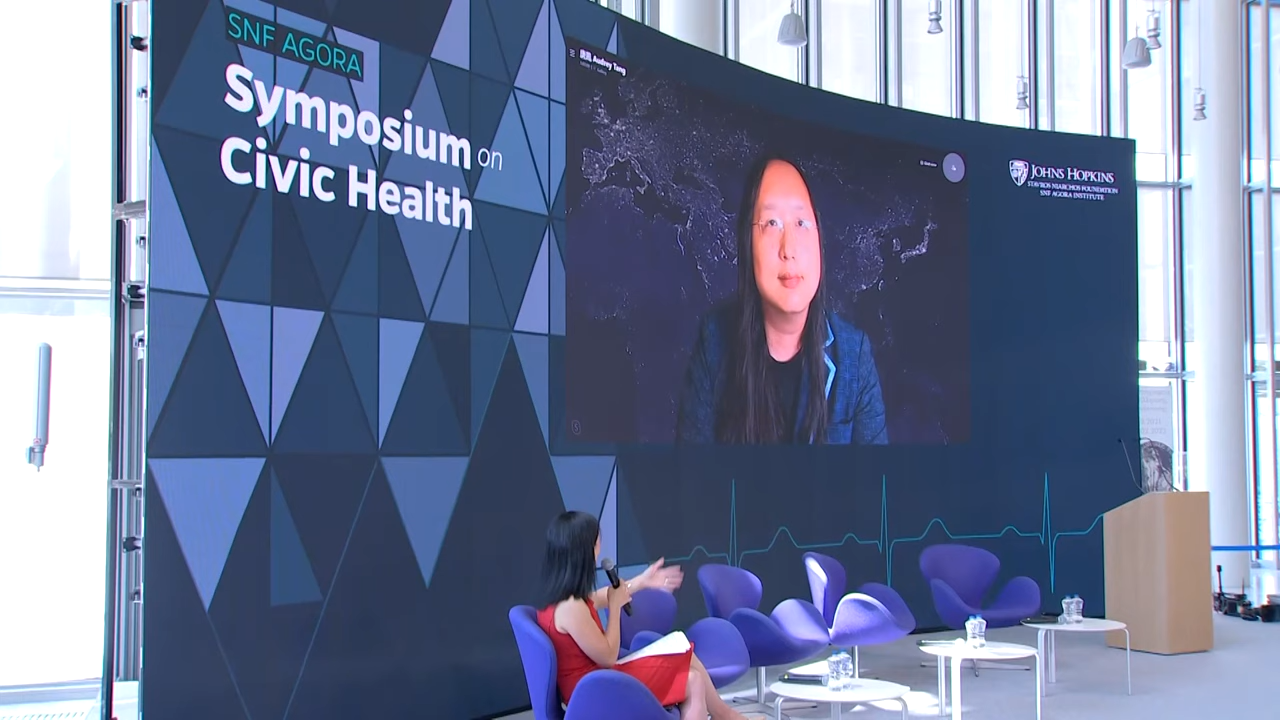 SNF AGORA
Symposium on
Civic Health
Audrey Tang
JOHNS HOPKINS
STAVROS NIARCHOS FOUNDATION
SNF AGORA INSTITUTE